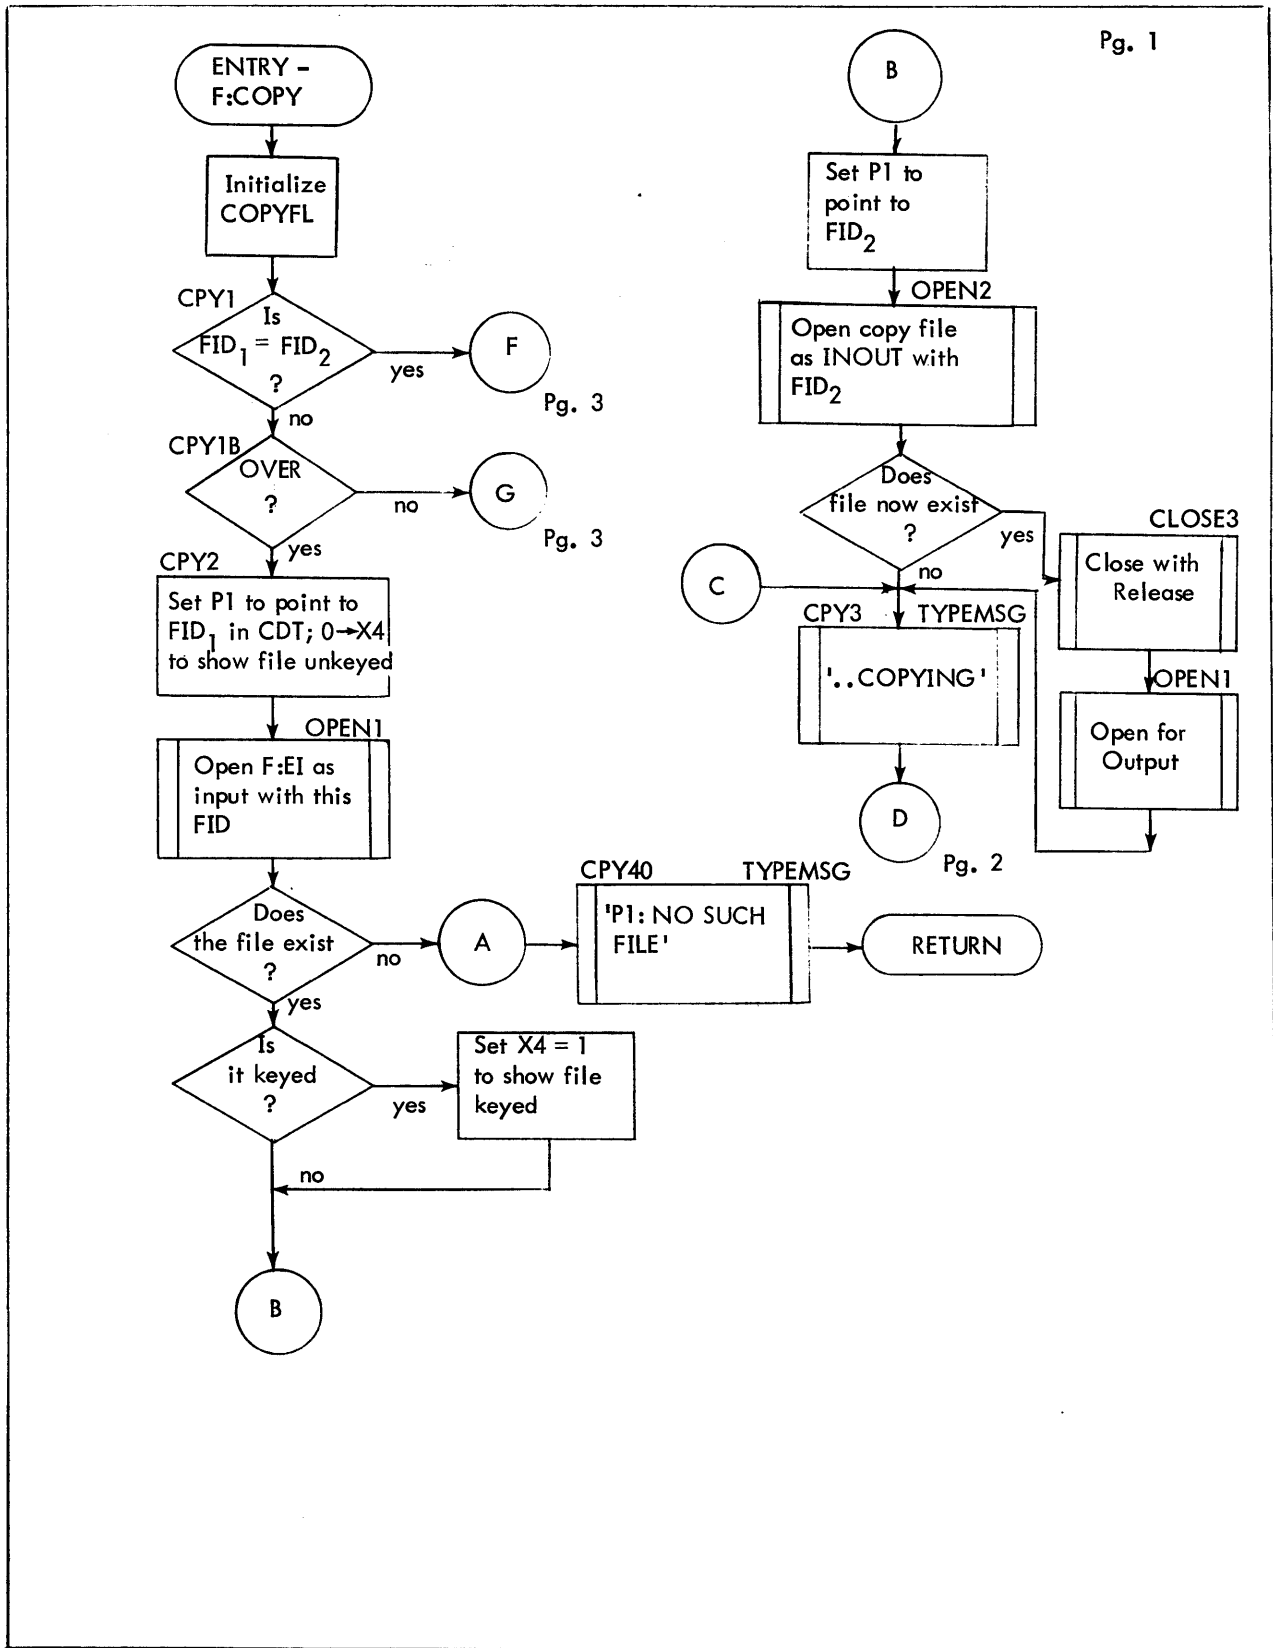 Pg. 1
ENTRY –
F:COPY
Initialize
COPYFL
CPY1
Is
FID1 = FID2
?
yes
F
Pg. 3
no
CPY1B
OVER
?
no
G
Pg. 3
yes
CPY2
Set P1 to point to
FID1 in CDT; 0→X4
to show file unkeyed
OPEN1
Open F:EI as
input with this
FID
Does
the file exist
?
no
A
CPY40
TYPEMSG
'P1: NO SUCH
FILE'
RETURN
yes
Is
it keyed
?
yes
Set X4 = 1
to show file
keyed
no
B
B
Set P1 to
point to
FID2
OPEN2
Open copy file
as INOUT with
FID2
Does
file now exist
?
yes
CLOSE3
Close with
Release
OPEN1
Open for
Output
no
C
CPY3
TYPEMSG
'..COPYING'
D
Pg. 2